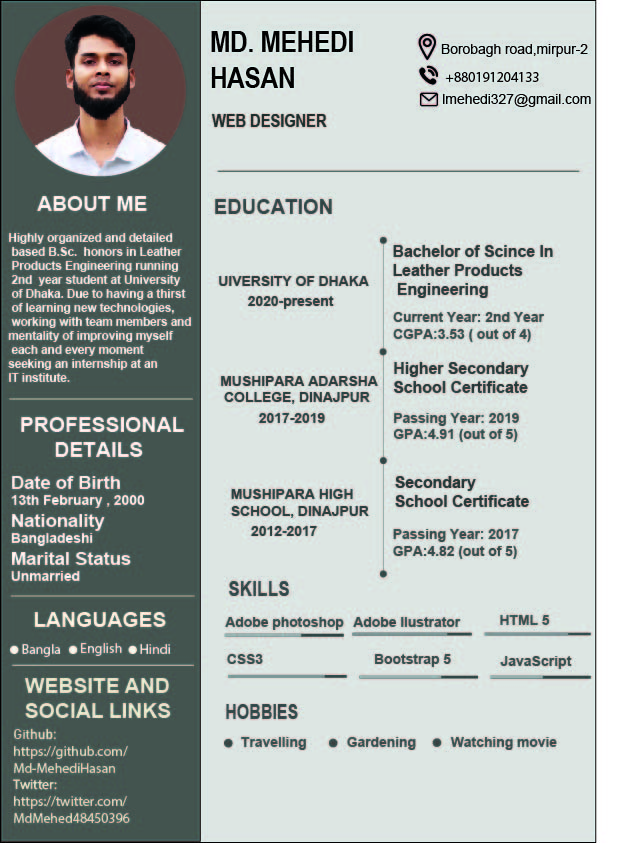 MD. MEHEDI
HASAN
WEB DESIGNER
Borobagh road,mirpur-2
+880191204133
lmehedi327@gmail.com
ABOUT ME
Highly organized and detailed
based B.Sc. honors in Leather
Products Engineering running
2nd year student at Uiniversity
of Dhaka. Due to having a thirst
of learning new technologies,
working with team members and
mentality of improving myself
each and every moment
seeking an internship at an
IT institute.
PROFESSIONAL
DETAILS
Date of Birth
13th February , 2000
Nationality
Bangladeshi
Marital Status
Unmarried
LANGUAGES
Bangla English Hindi
WEBSITE AND
SOCIAL LINKS
Github:
https://github.com/
Md-MehediHasan
Twitter:
https://twitter.com/
MdMehed48450396
EDUCATION
UIVERSITY OF DHAKA
2020-present
Bachelor of Scince In
Leather Products
Engineering
Current Year: 2nd Year
CGPA:3.53 ( out of 4)
MUSHIPARA ADARSHA
COLLEGE, DINAJPUR
2017-2019
Higher Secondary
School Certificate
Passing Year: 2019
GPA:4.91 (out of 5)
MUSHIPARA HIGH
SCHOOL, DINAJPUR
2012-2017
Secondary
School Certificate
Passing Year: 2017
GPA:4.82 (out of 5)
SKILLS
Adobe photoshop Adobe llustrator HTML 5
CSS3 Bootstrap 5 JavaScript
HOBBIES
Travelling Gardening Watching movie